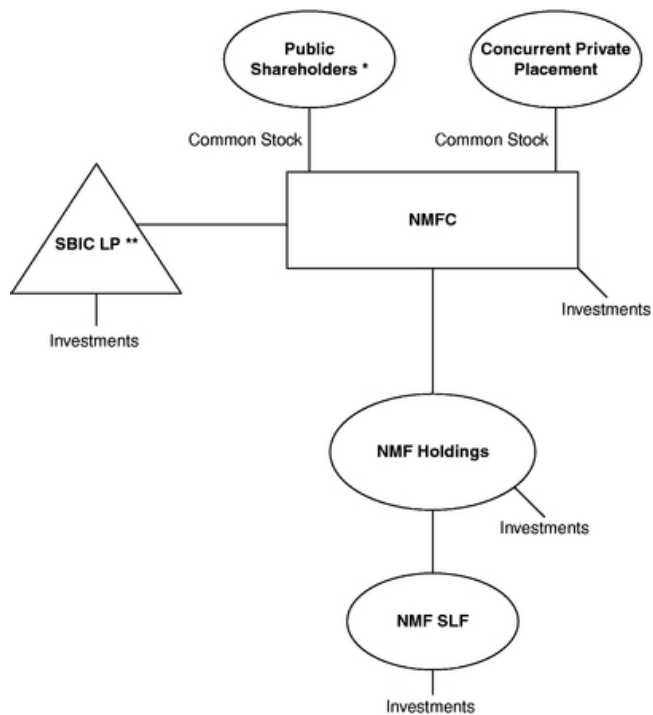 Public
Shareholders *
Concurrent Private
Placement
Common Stock
Common Stock
SBIC LP **
NMFC
Investments
Investments
NMF Holdings
Investments
NMF SLF
Investments